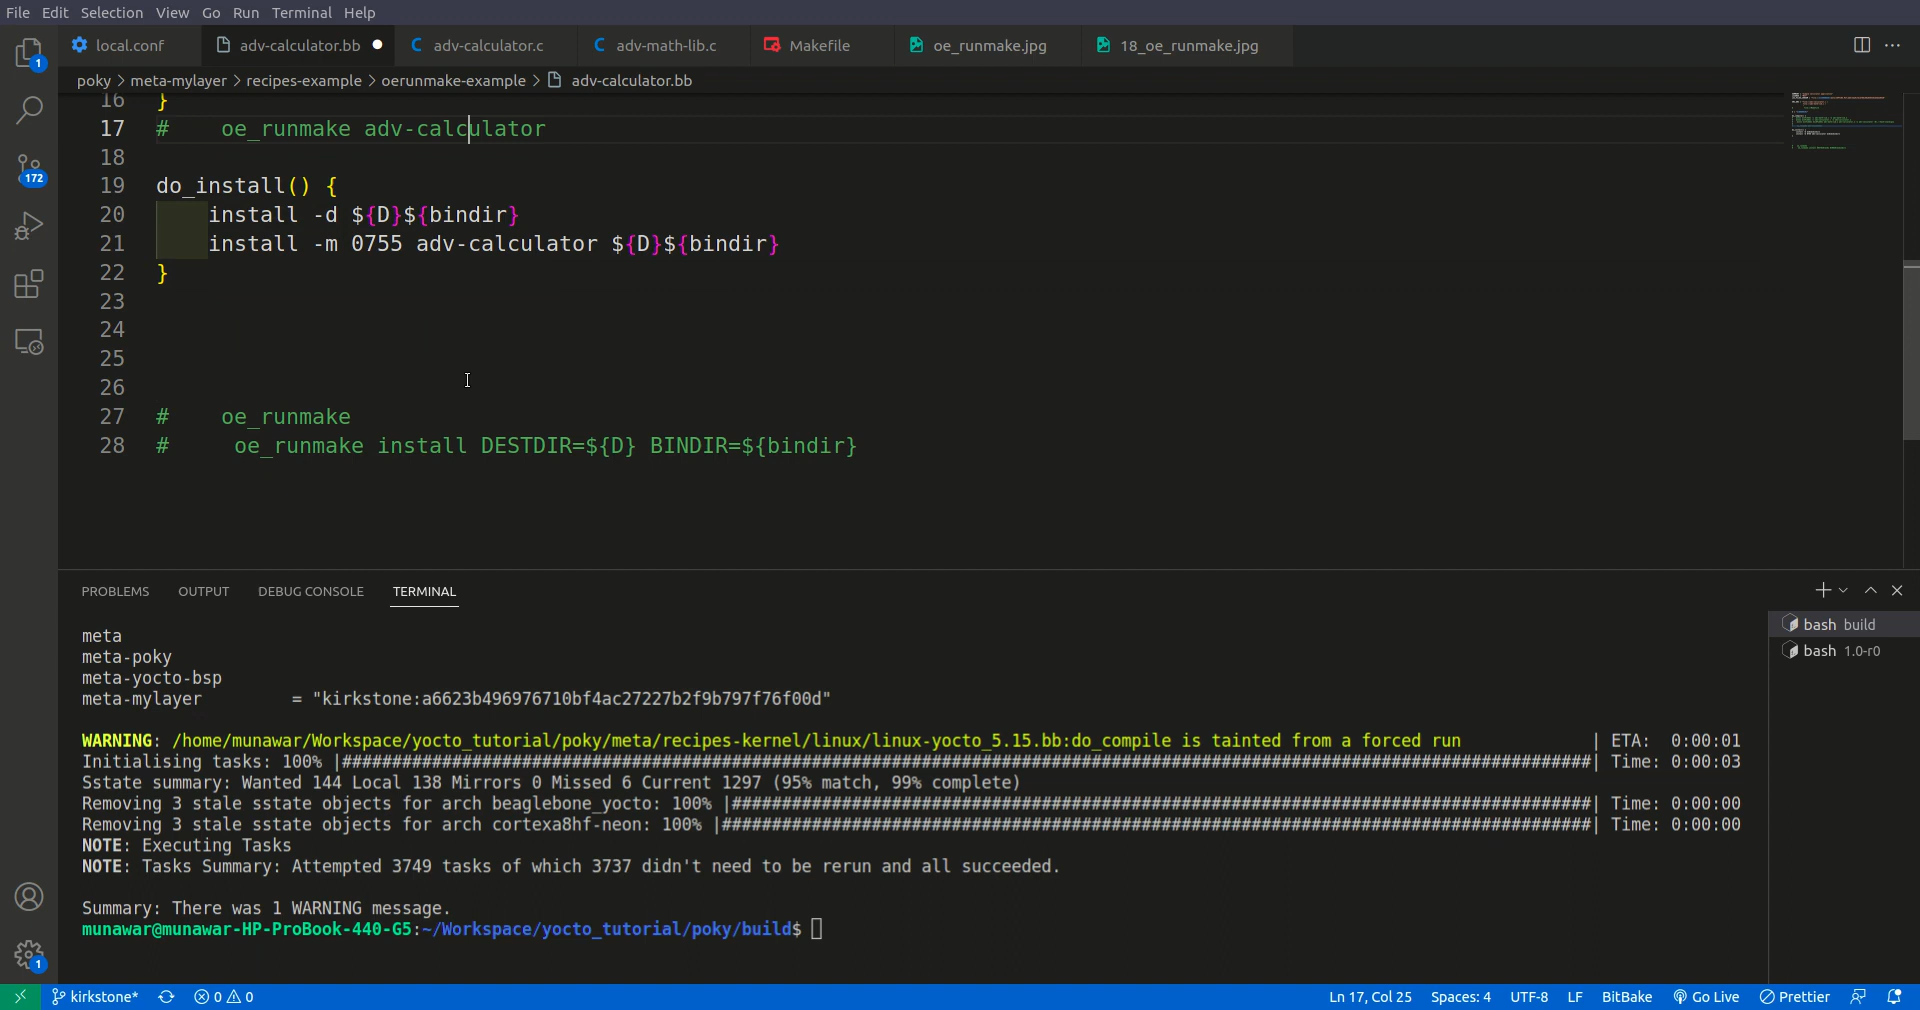 File Edit Selection View Go Run Terminal Help
local.conf adv-calculator.bb adv-calculator.c adv-math-lib.c Makefile oe_runmake.jpg 18_oe_runmake.jpg
poky > meta-mylayer > recipes-example > oerunmake-example > adv-calculator.bb
16 }
17 # oe_runmake adv-calculator
18
19 do_install() {
20 install -d ${D}${bindir}
21 install -m 0755 adv-calculator ${D}${bindir}
22 }
23
24
25
26
27 # oe_runmake
28 # oe_runmake install DESTDIR=${D} BINDIR=${bindir}
1
172
PROBLEMS OUTPUT DEBUG CONSOLE TERMINAL
meta
meta-poky
meta-yocto-bsp
meta-mylayer = "kirkstone:a6623b496976710bf4ac27227b2f9b797f76f00d"
WARNING: /home/munawar/Workspace/yocto_tutorial/poky/meta/recipes-kernel/linux/linux-yocto_5.15.bb:do_compile is tainted from a forced run | ETA: 0:00:01
Initialising tasks: 100% |#############################################################################################################################| Time: 0:00:03
Sstate summary: Wanted 144 Local 138 Mirrors 0 Missed 6 Current 1297 (95% match, 99% complete)
Removing 3 stale sstate objects for arch beaglebone_yocto: 100% |######################################################################################| Time: 0:00:00
Removing 3 stale sstate objects for arch cortexa8hf-neon: 100% |#######################################################################################| Time: 0:00:00
NOTE: Executing Tasks
NOTE: Tasks Summary: Attempted 3749 tasks of which 3737 didn't need to be rerun and all succeeded.
Summary: There was 1 WARNING message.
munawar@munawar-HP-ProBook-440-G5:~/Workspace/yocto_tutorial/poky/build$
bash build
bash 1.0-r0
1
kirkstone* 0 0 Ln 17, Col 25 Spaces: 4 UTF-8 LF BitBake Go Live Prettier